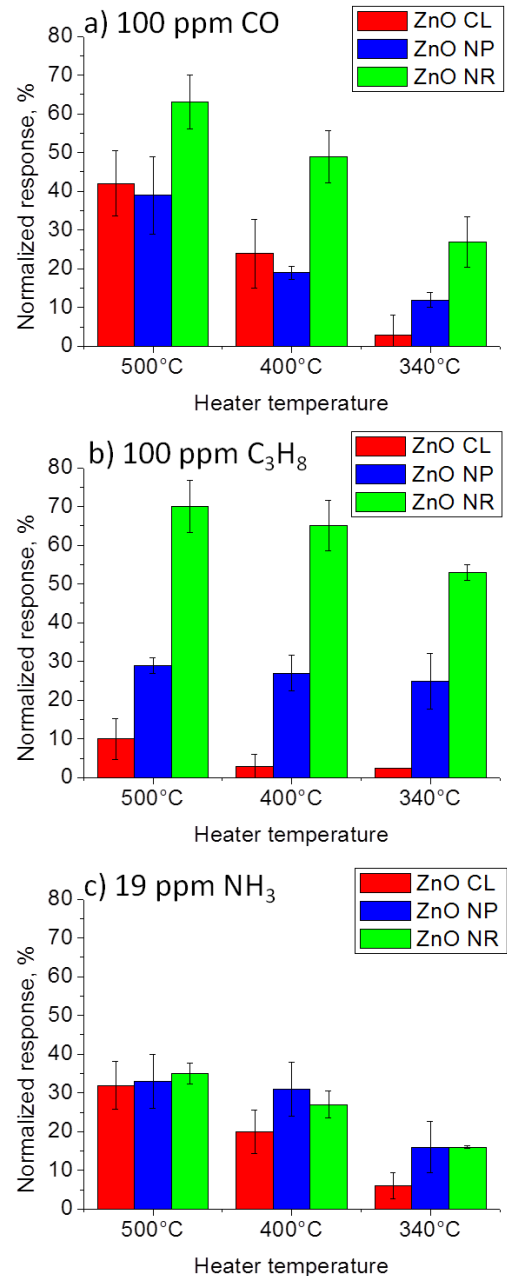 a) 100 ppm CO
ZnO CL
ZnO NP
ZnO NR
Normalized response, %
80
70
60
50
40
30
20
10
0
500°C 400°C 340°C
Heater temperature
b) 100 ppm C₃H₈
ZnO CL
ZnO NP
ZnO NR
Normalized response, %
80
70
60
50
40
30
20
10
0
500°C 400°C 340°C
Heater temperature
c) 19 ppm NH₃
ZnO CL
ZnO NP
ZnO NR
Normalized response, %
80
70
60
50
40
30
20
10
0
500°C 400°C 340°C
Heater temperature